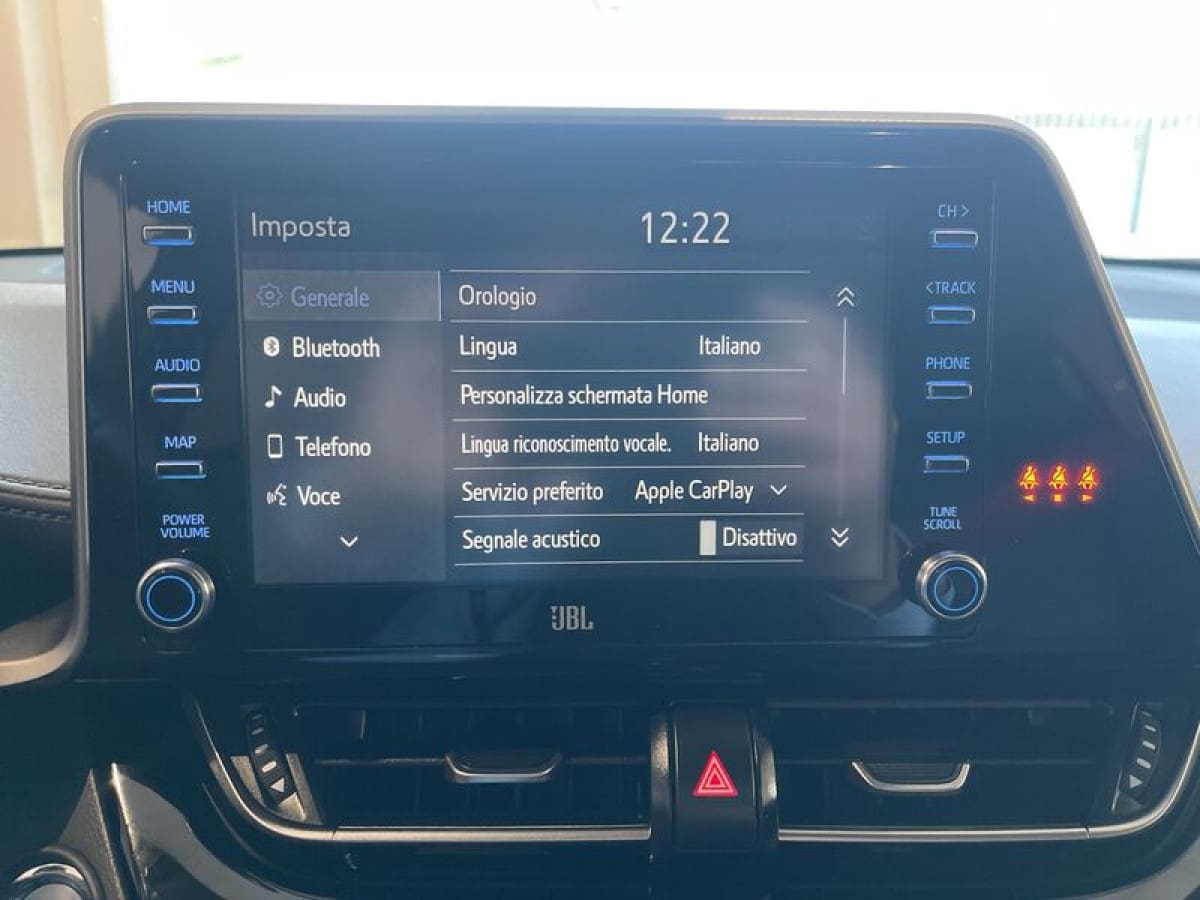 HOME
MENU
AUDIO
MAP
POWER
VOLUME
Imposta
12:22
Generale
Bluetooth
Audio
Telefono
Voce
Orologio
Lingua Italiano
Personalizza schermata Home
Lingua riconoscimento vocale. Italiano
Servizio preferito Apple CarPlay
Segnale acustico Disattivo
CH >
< TRACK
PHONE
SETUP
TUNE
SCROLL
JBL